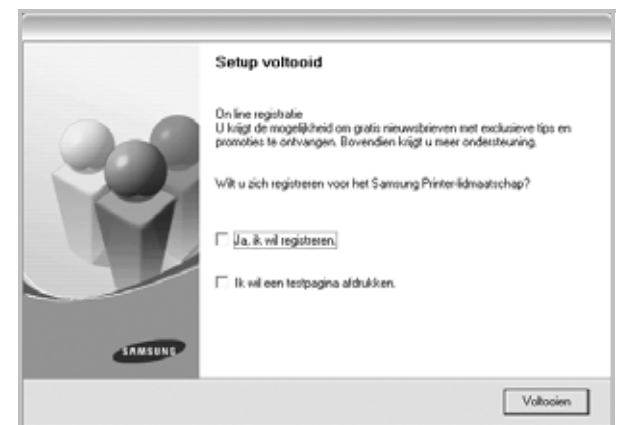 Setup voltooid
On line registratie
U krijgt de mogelijkheid om gratis nieuwsbrieven met exclusieve tips en
promoties te ontvangen. Bovendien krijgt u meer ondersteuning.
Wilt u zich registreren voor het Samsung Printer-lidmaatschap?
Ja, ik wil registreren.
Ik wil een testpagina afdrukken.
SAMSUNG
Voltooien